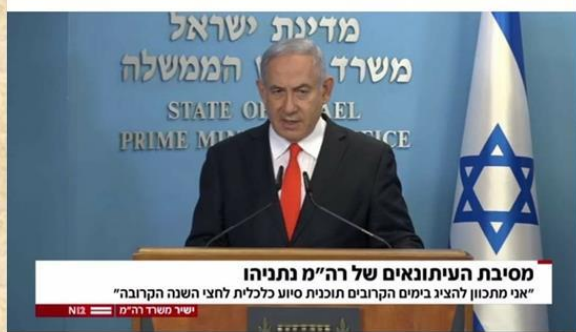 מדינת ישראל
משרד הממשלה
STATE OF
PRIME
מסיבת העיתונאים של רה״מ נתניהו
״אני מתכוון להציג בימים הקרובים תוכנית סיוע כלכלית לחצי השנה הקרובה״
ישיר משרד רה״מ
N12